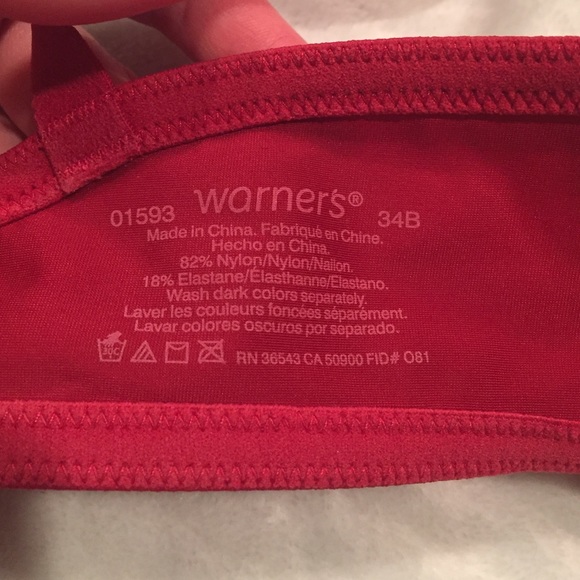 01593 warner's® 34B
Made in China. Fabriqué en Chine.
Hecho en China.
82% Nylon/Nylon/Nailon.
18% Elastane/Élasthanne/Elastano.
Wash dark colors separately.
Laver les couleurs foncées séparément.
Lavar colores oscuros por separado.
30C RN 36543 CA 50900 FID# 081